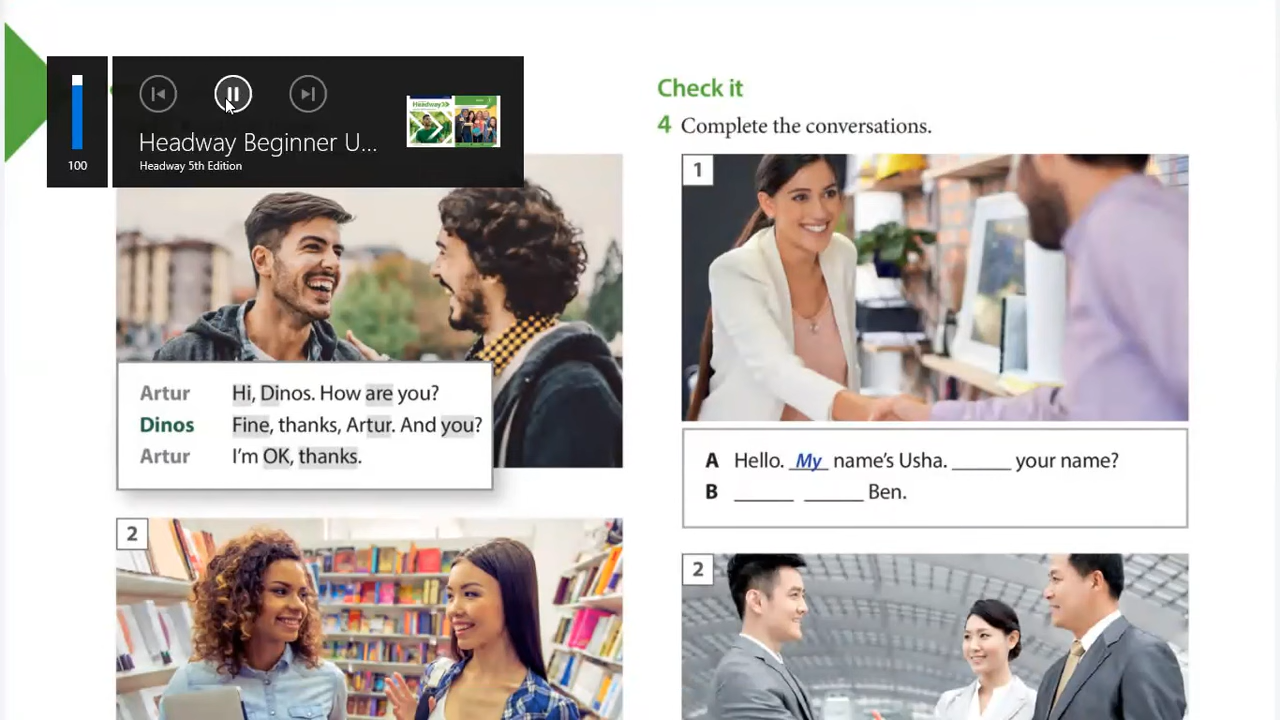 100
Headway Beginner U...
Headway 5th Edition
Headway
Artur Hi, Dinos. How are you?
Dinos Fine, thanks, Artur. And you?
Artur I'm OK, thanks.
2
Check it
4 Complete the conversations.
1
A Hello. My name's Usha. ______ your name?
B ______ ______ Ben.
2